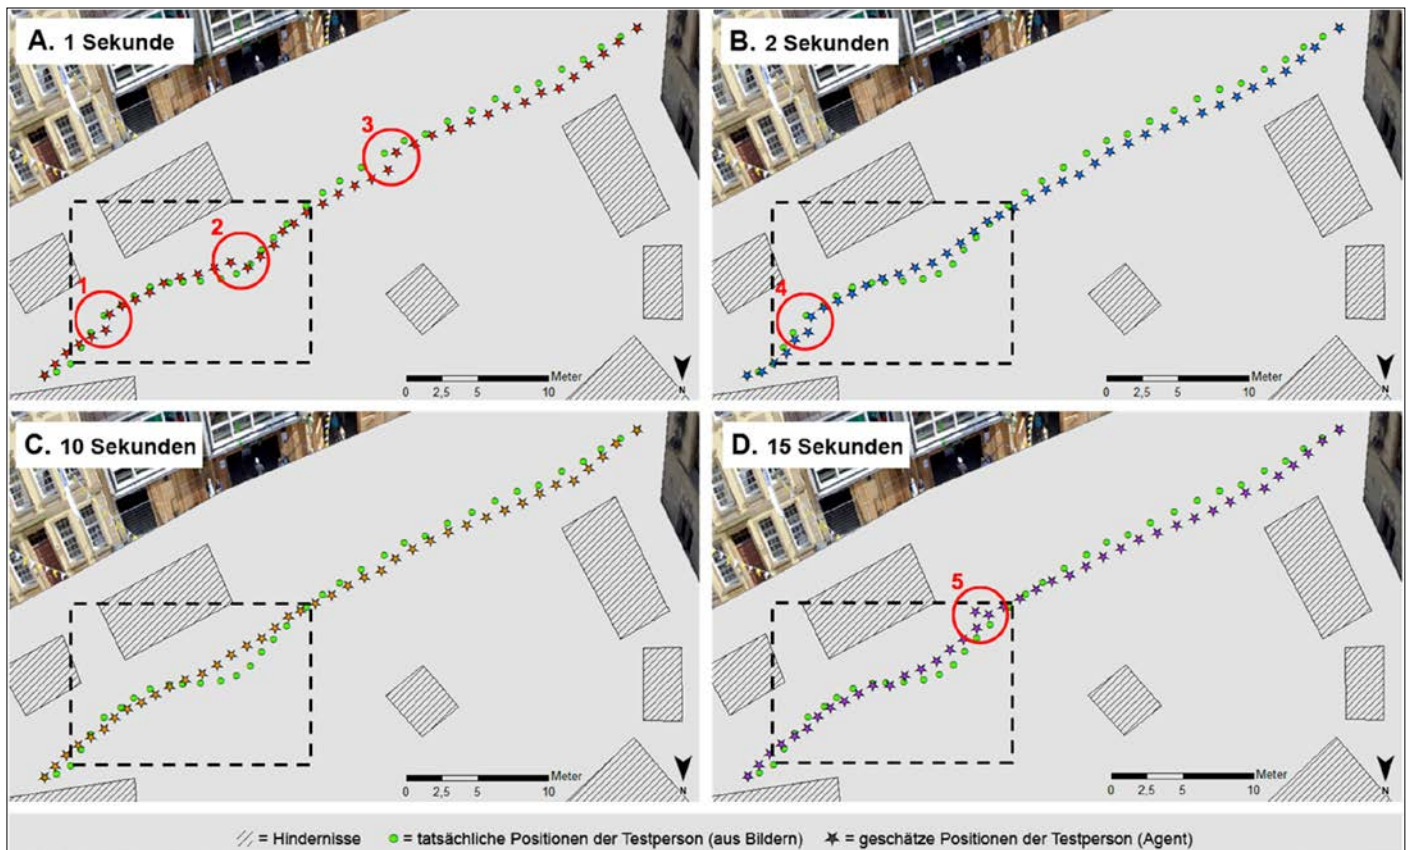 A. 1 Sekunde
1
2
3
Meter
0 2,5 5 10
N
B. 2 Sekunden
4
Meter
0 2,5 5 10
N
C. 10 Sekunden
Meter
0 2,5 5 10
N
D. 15 Sekunden
5
Meter
0 2,5 5 10
N
= Hindernisse = tatsächliche Positionen der Testperson (aus Bildern) = geschätze Positionen der Testperson (Agent)